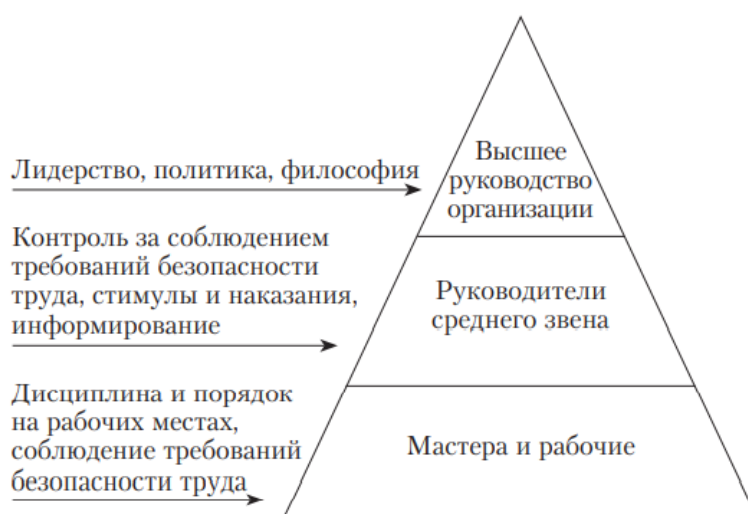 Лидерство, политика, философия
Высшее
руководство
организации
Контроль за соблюдением
требований безопасности
труда, стимулы и наказания,
информирование
Руководители
среднего звена
Дисциплина и порядок
на рабочих местах,
соблюдение требований
безопасности труда
Мастера и рабочие